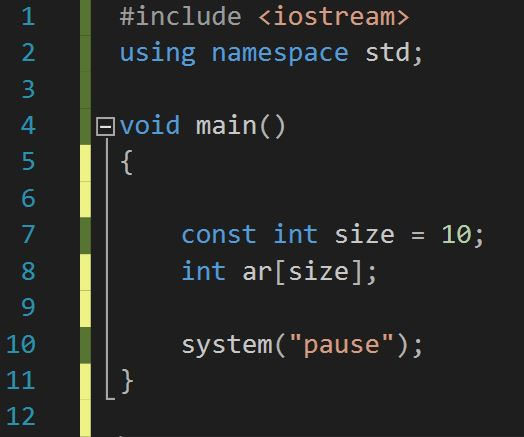 1 #include <iostream>
2 using namespace std;
3
4 void main()
5 {
6
7 const int size = 10;
8 int ar[size];
9
10 system("pause");
11 }
12